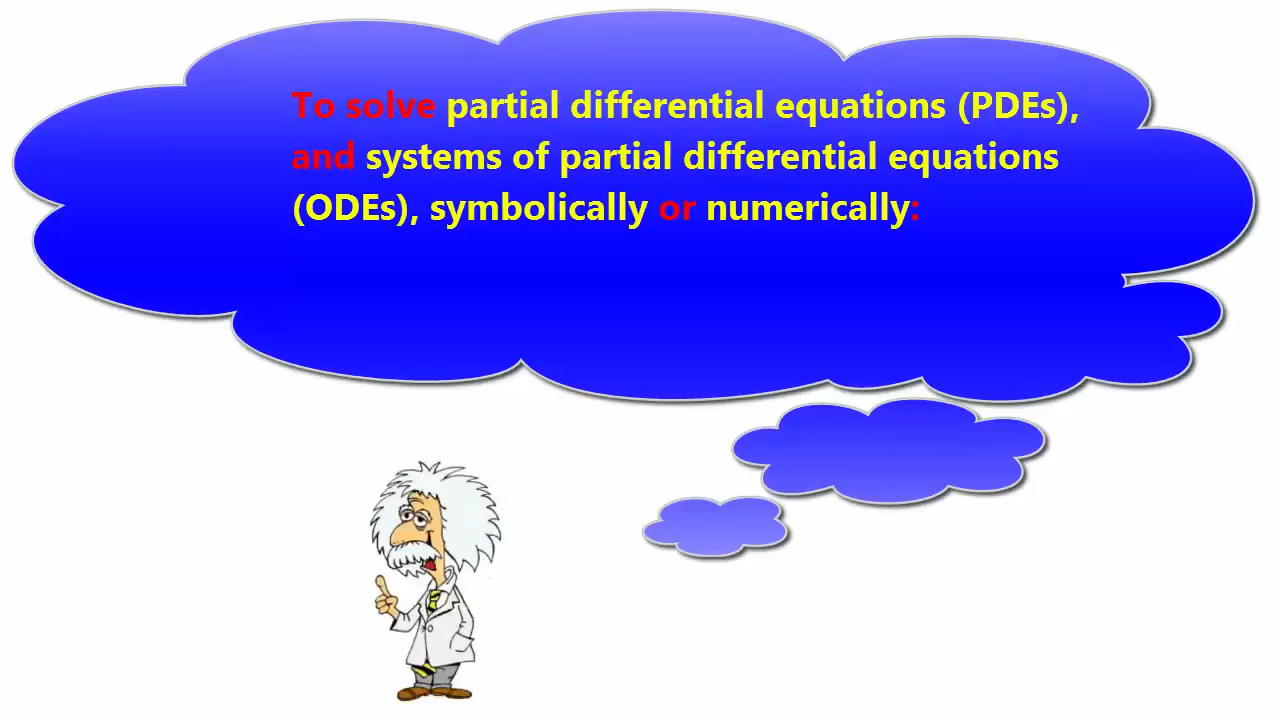 To solve partial differential equations (PDEs),
and systems of partial differential equations
(ODEs), symbolically or numerically: